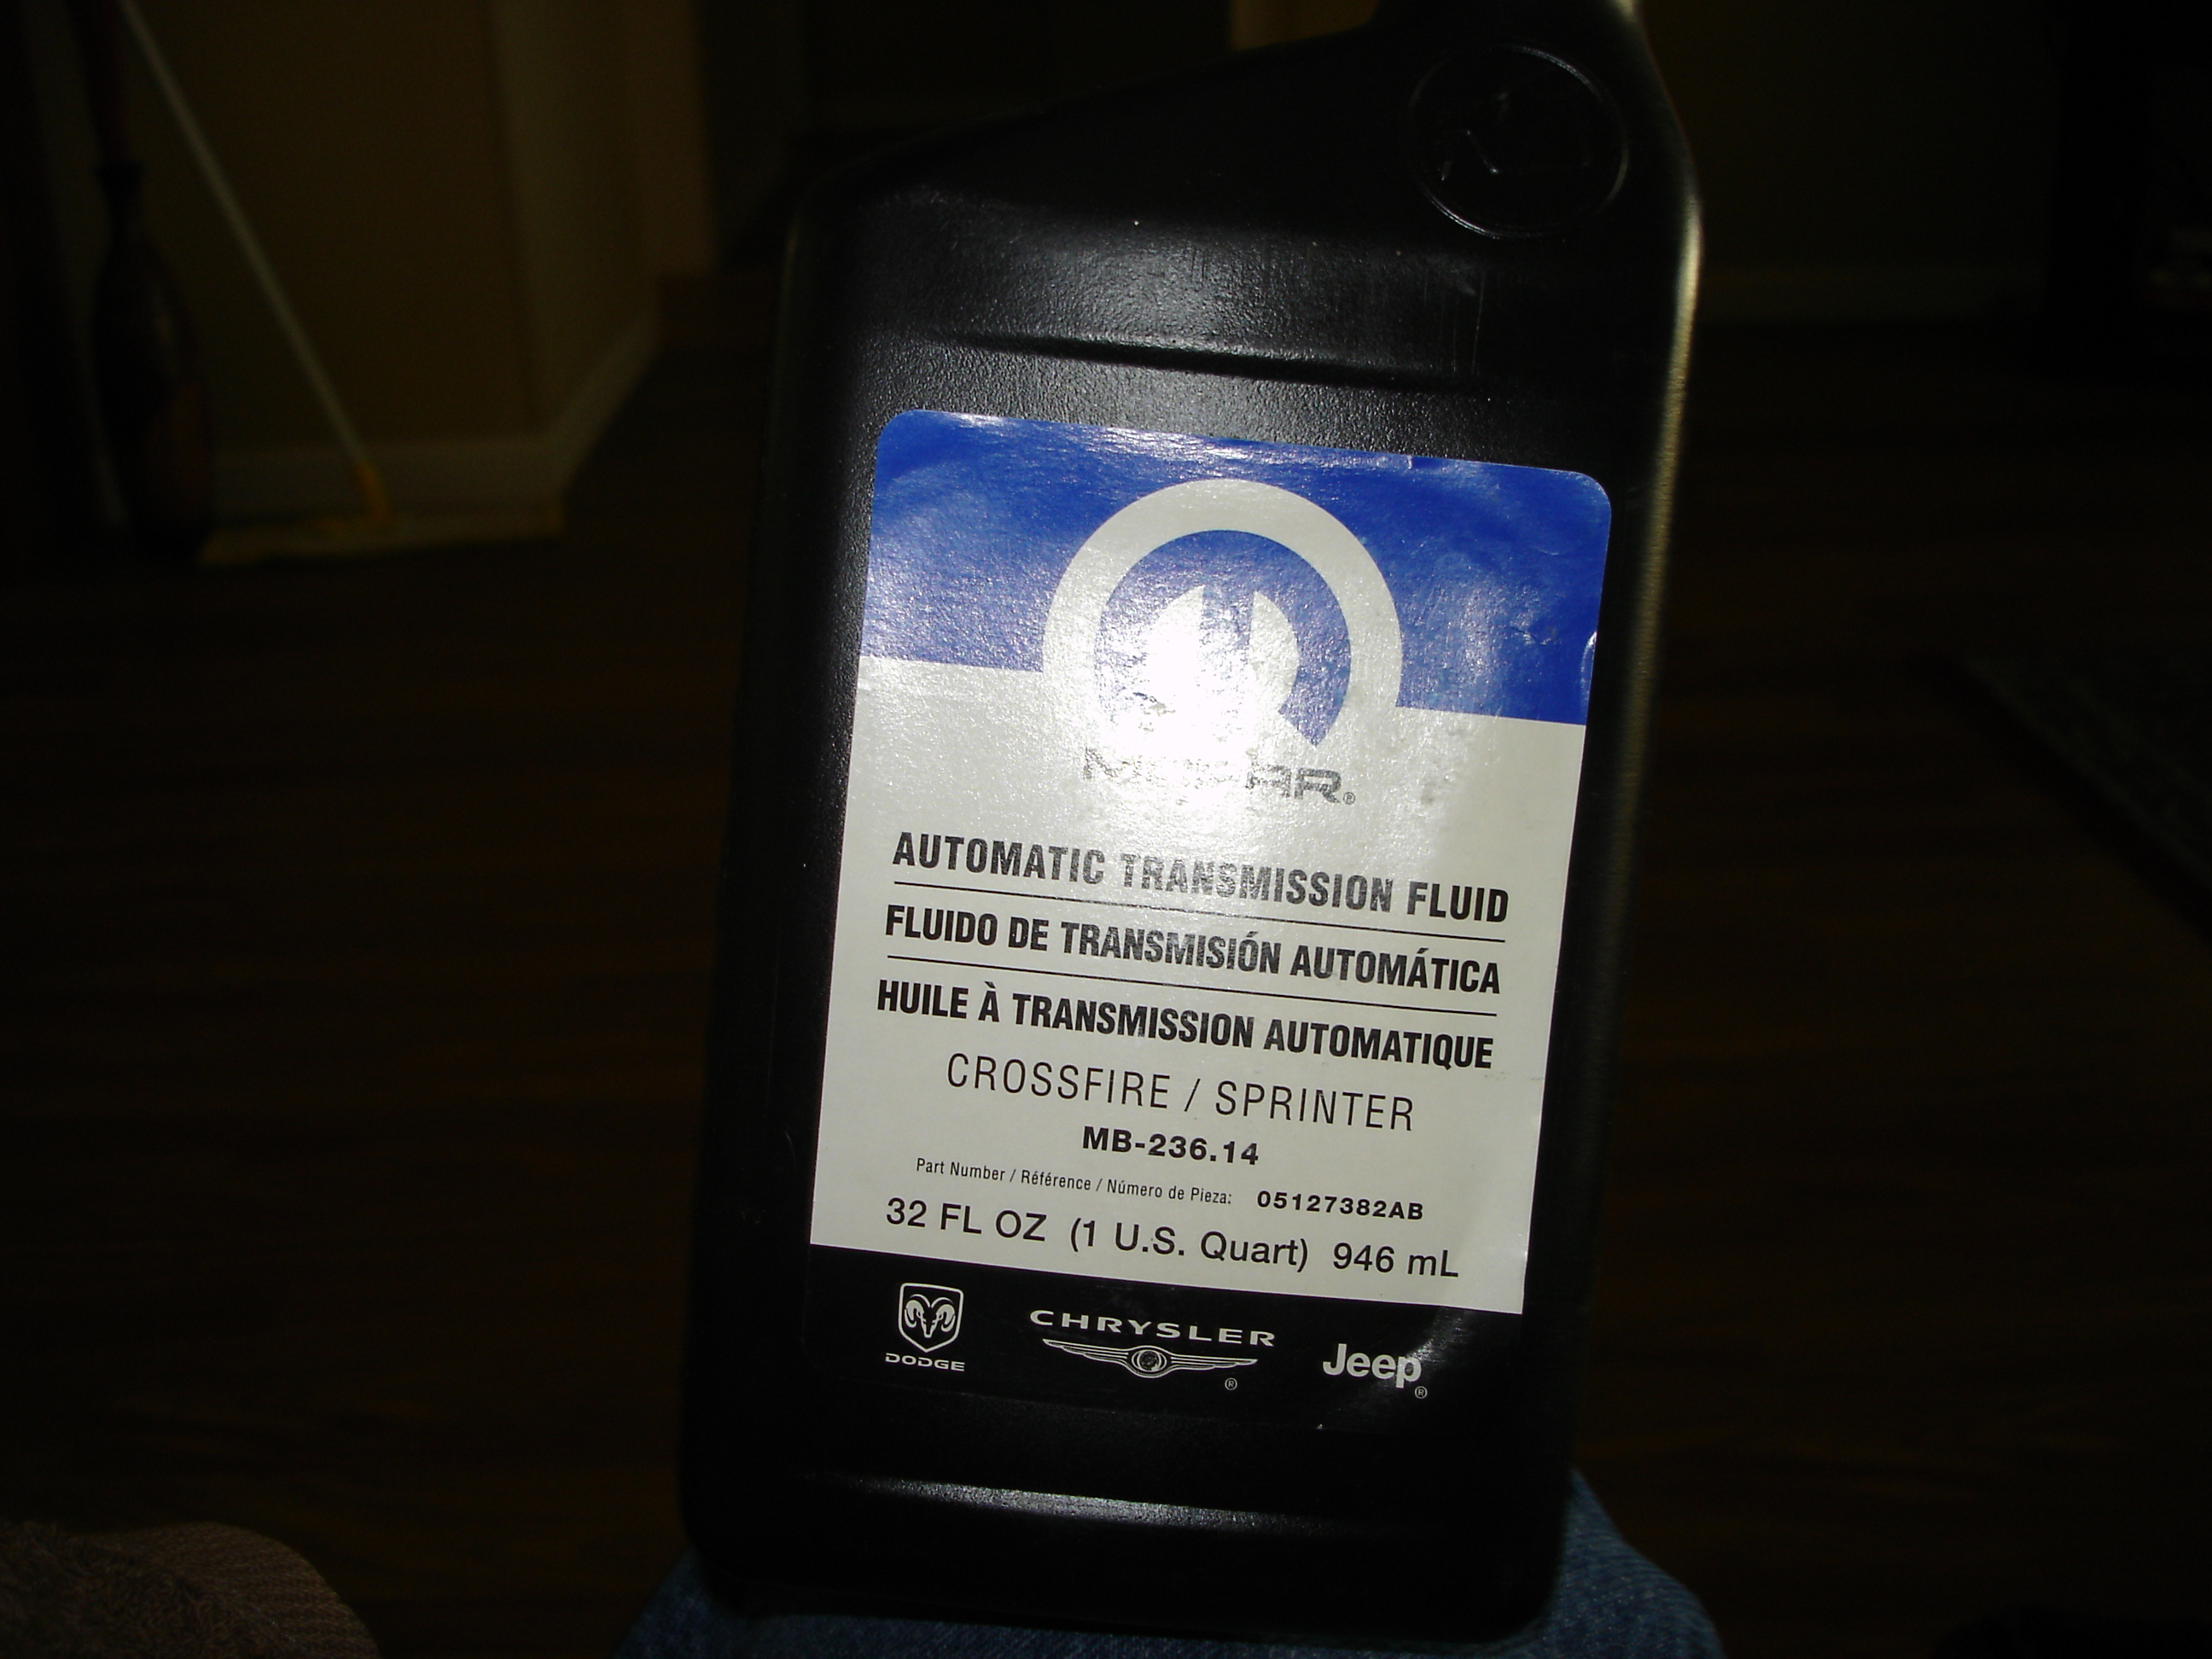 MOPAR®
AUTOMATIC TRANSMISSION FLUID
FLUIDO DE TRANSMISIÓN AUTOMÁTICA
HUILE À TRANSMISSION AUTOMATIQUE
CROSSFIRE / SPRINTER
MB-236.14
Part Number / Référence / Número de Pieza: 05127382AB
32 FL OZ (1 U.S. Quart) 946 mL
DODGE CHRYSLER® Jeep®